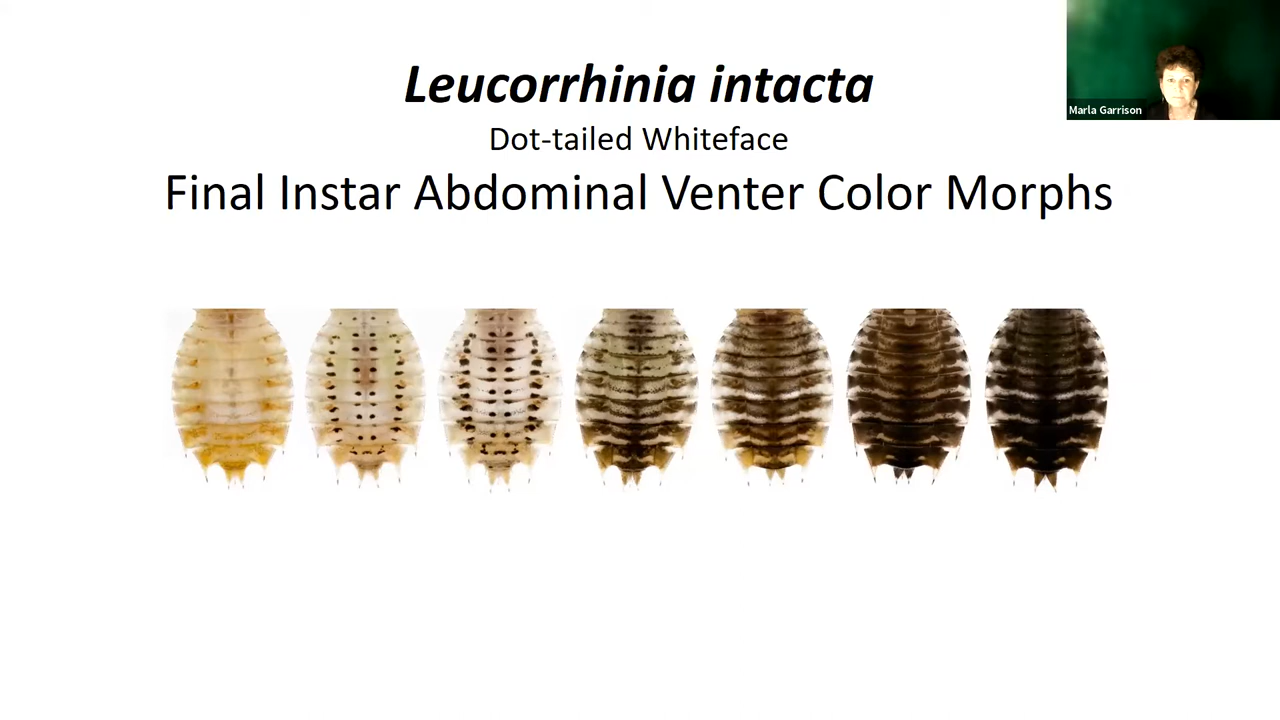 Leucorrhinia intacta
Dot-tailed Whiteface
Final Instar Abdominal Venter Color Morphs
Marla Garrison